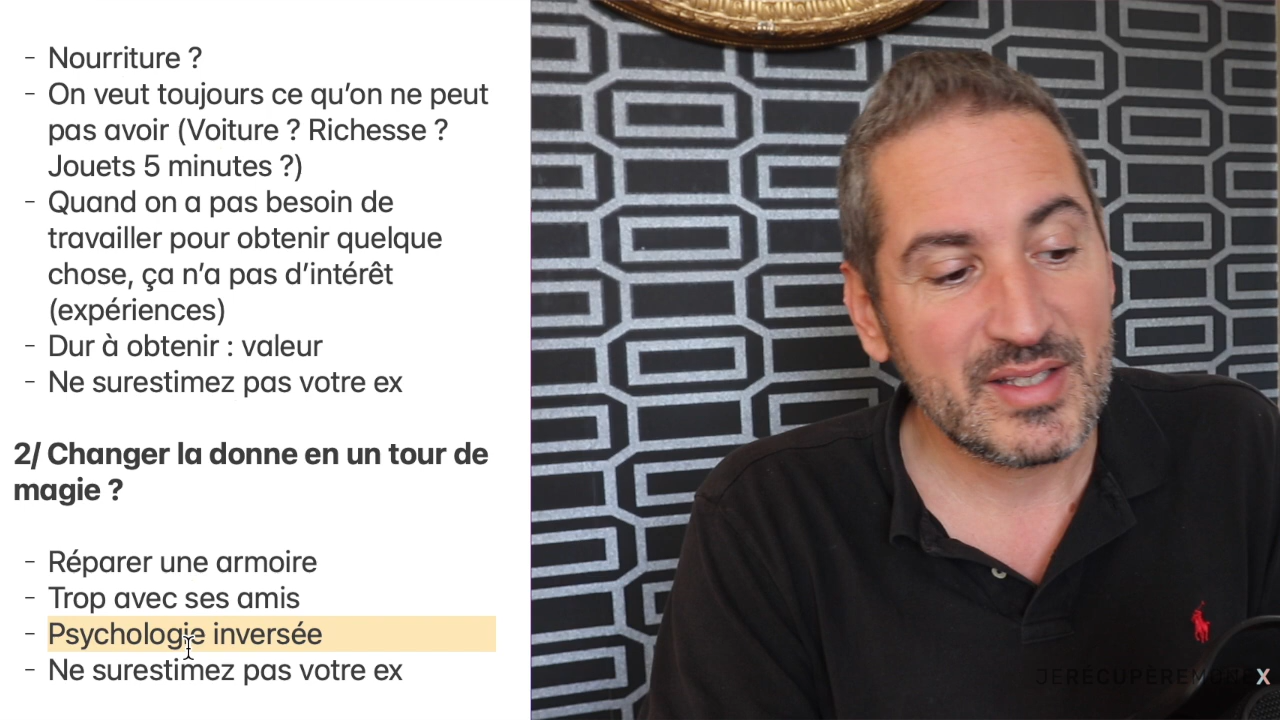 - Nourriture ?
- On veut toujours ce qu’on ne peut
pas avoir (Voiture ? Richesse ?
Jouets 5 minutes ?)
- Quand on a pas besoin de
travailler pour obtenir quelque
chose, ça n’a pas d’intérêt
(expériences)
- Dur à obtenir : valeur
- Ne surestimez pas votre ex
2/ Changer la donne en un tour de
magie ?
- Réparer une armoire
- Trop avec ses amis
- Psychologie inversée
- Ne surestimez pas votre ex
JERÉCUPÈREMONEX